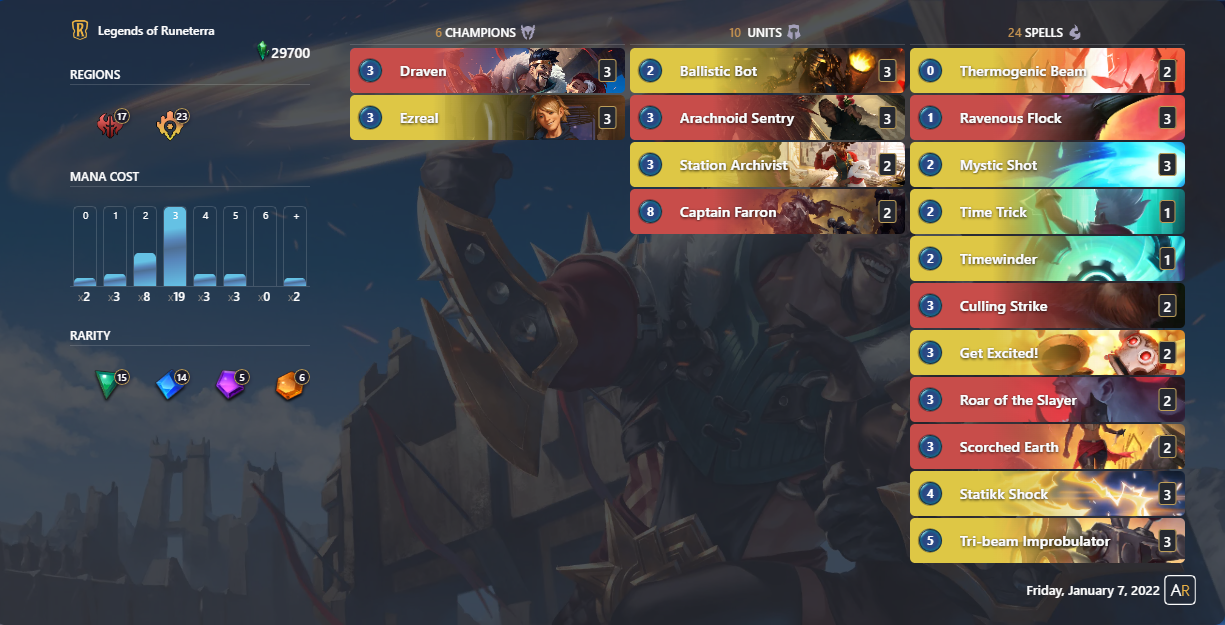 Legends of Runeterra
29700
REGIONS
17 23
MANA COST
0 1 2 3 4 5 6 +
x2 x3 x8 x19 x3 x3 x0 x2
RARITY
15 14 5 6
6 CHAMPIONS
3 Draven 3
3 Ezreal 3
10 UNITS
2 Ballistic Bot 3
3 Arachnoid Sentry 3
3 Station Archivist 2
8 Captain Farron 2
24 SPELLS
0 Thermogenic Beam 2
1 Ravenous Flock 3
2 Mystic Shot 3
2 Time Trick 1
2 Timewinder 1
3 Culling Strike 2
3 Get Excited! 2
3 Roar of the Slayer 2
3 Scorched Earth 2
4 Statikk Shock 3
5 Tri-beam Improbulator 3
Friday, January 7, 2022 AR